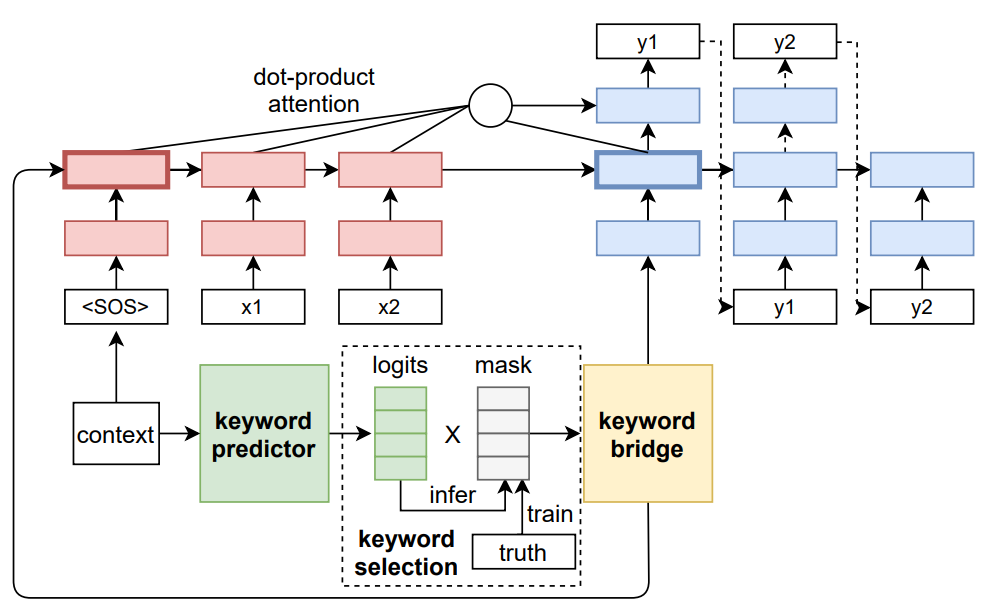 y1
y2
dot-product
attention
<SOS>
x1
x2
y1
y2
logits
mask
context
keyword
predictor
X
keyword
bridge
infer
train
keyword
selection
truth